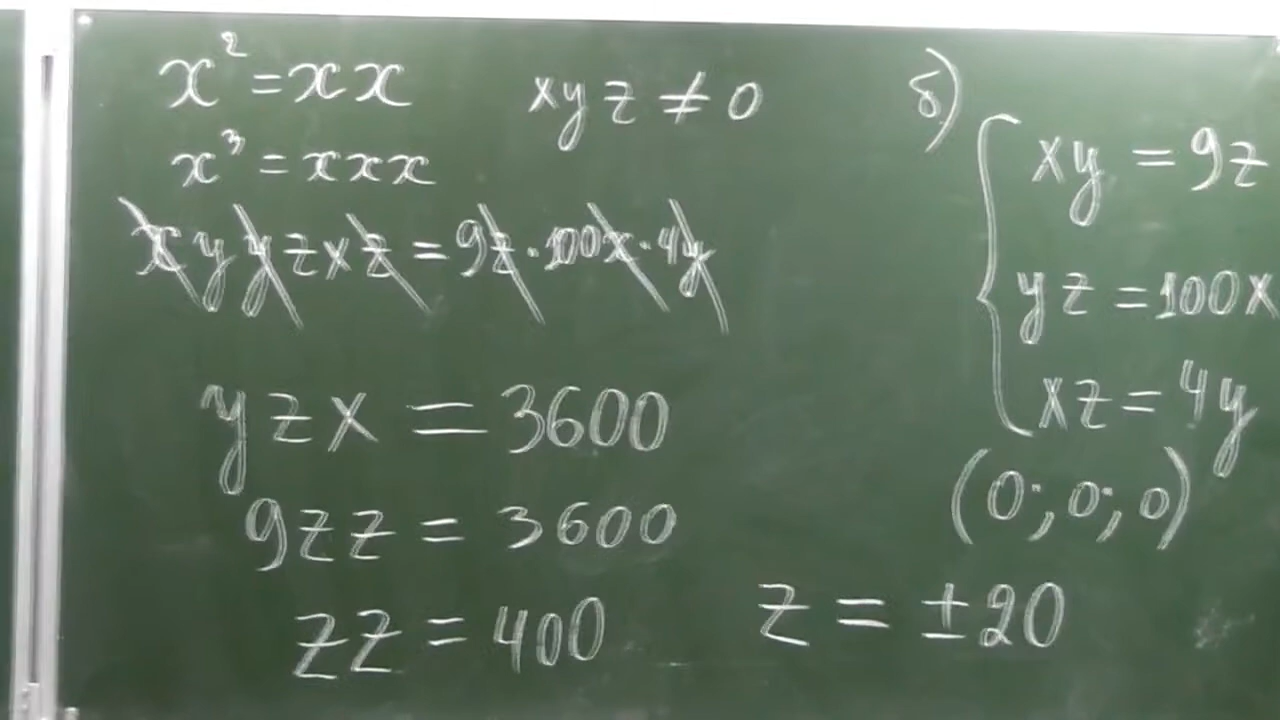 x² = xx
x³ = xxx
xyz ≠ 0
xyyzxz = 9z · 100x · 4y
yzx = 3600
9zz = 3600
zz = 400
z = ±20
б)
xy = 9z
yz = 100x
xz = 4y
(0; 0; 0)